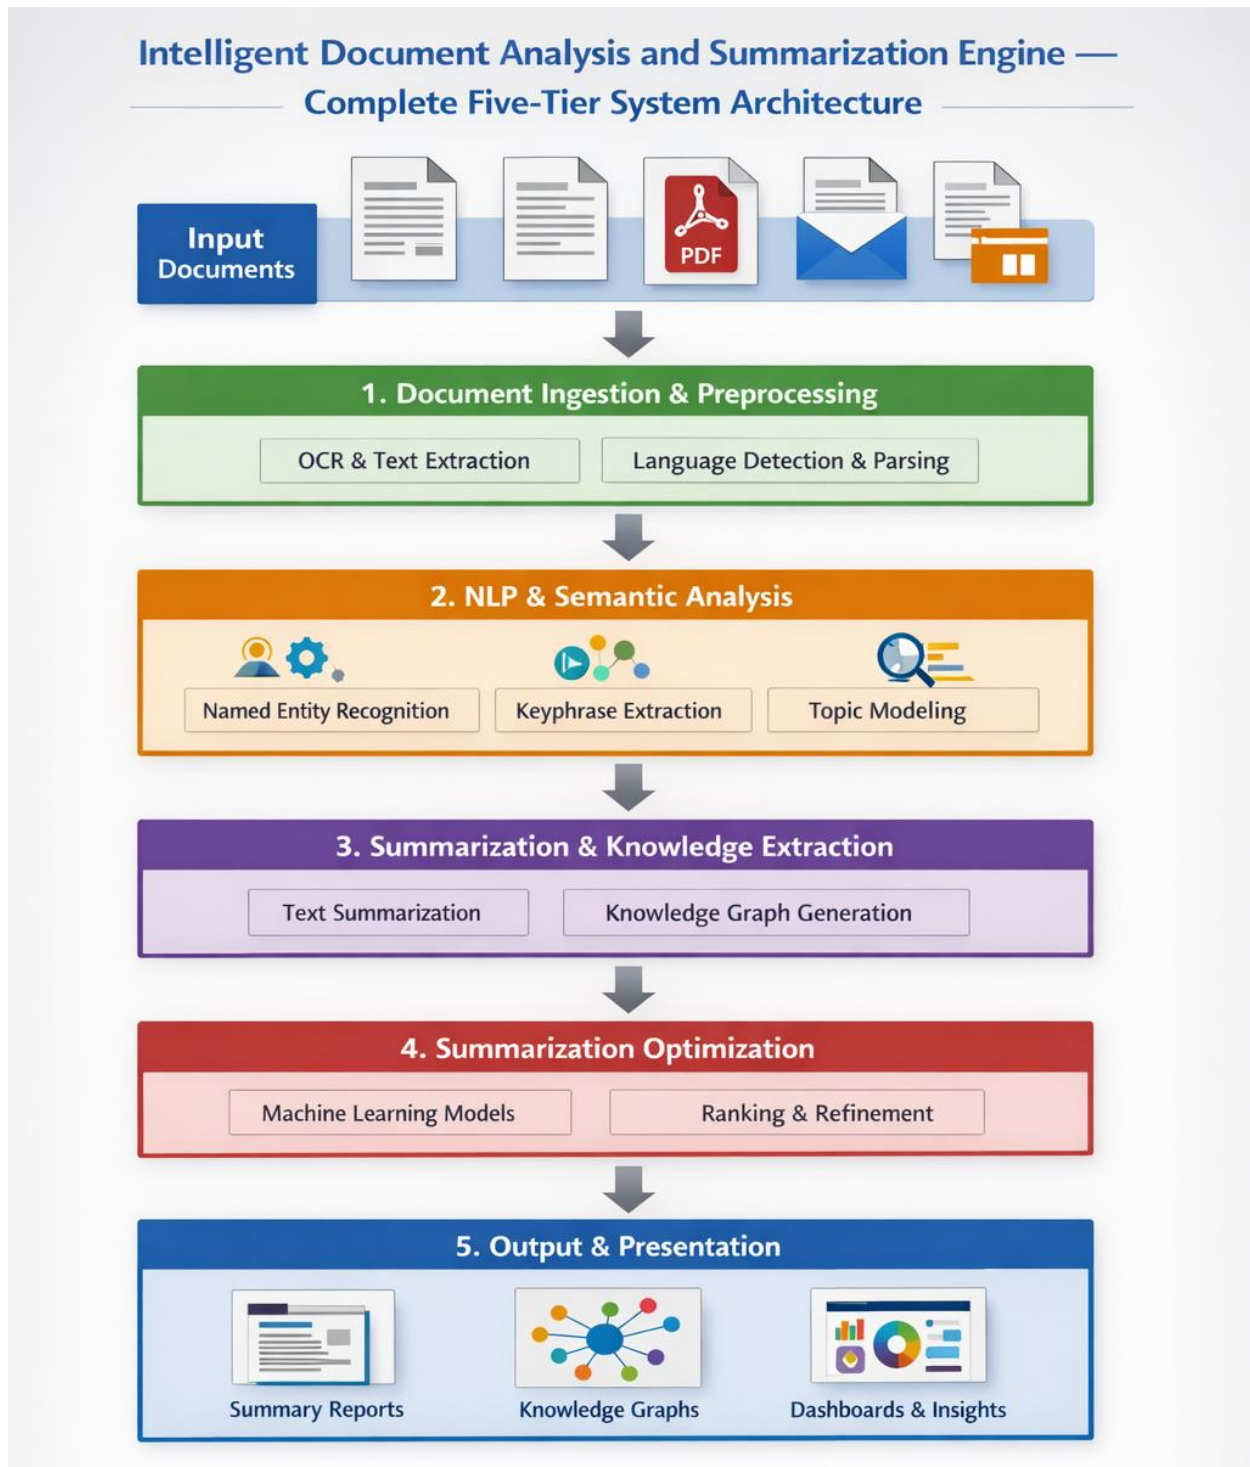 Intelligent Document Analysis and Summarization Engine —
Complete Five-Tier System Architecture
Input
Documents
PDF
1. Document Ingestion & Preprocessing
OCR & Text Extraction
Language Detection & Parsing
2. NLP & Semantic Analysis
Named Entity Recognition
Keyphrase Extraction
Topic Modeling
3. Summarization & Knowledge Extraction
Text Summarization
Knowledge Graph Generation
4. Summarization Optimization
Machine Learning Models
Ranking & Refinement
5. Output & Presentation
Summary Reports
Knowledge Graphs
Dashboards & Insights